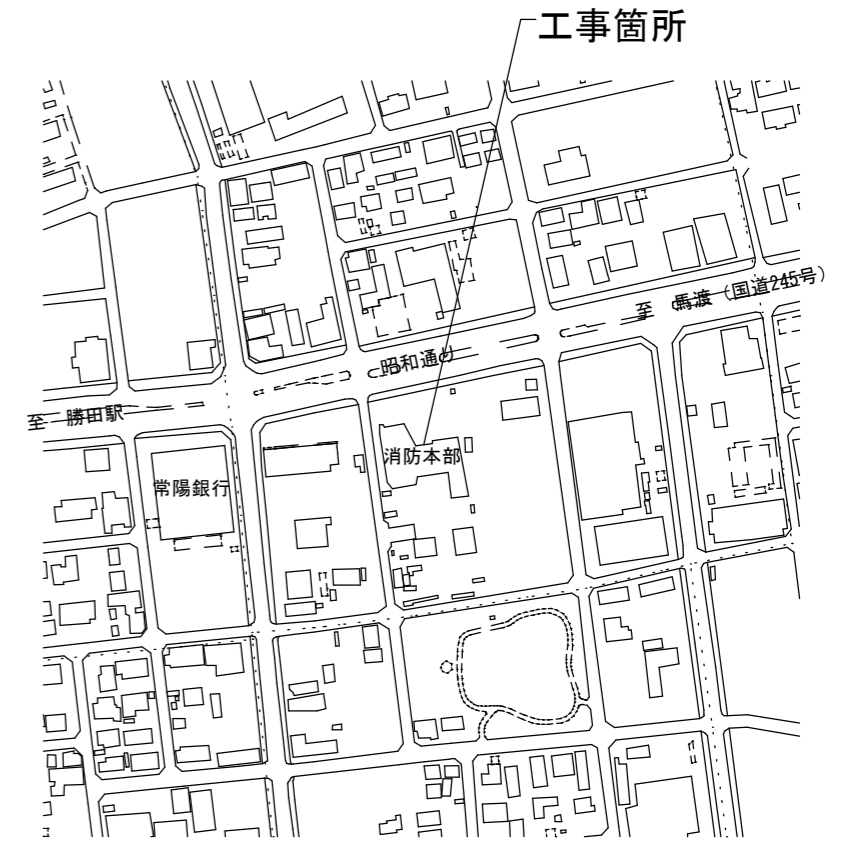 工事箇所
至 馬渡（国道245号）
昭和通り
至 勝田駅
消防本部
常陽銀行